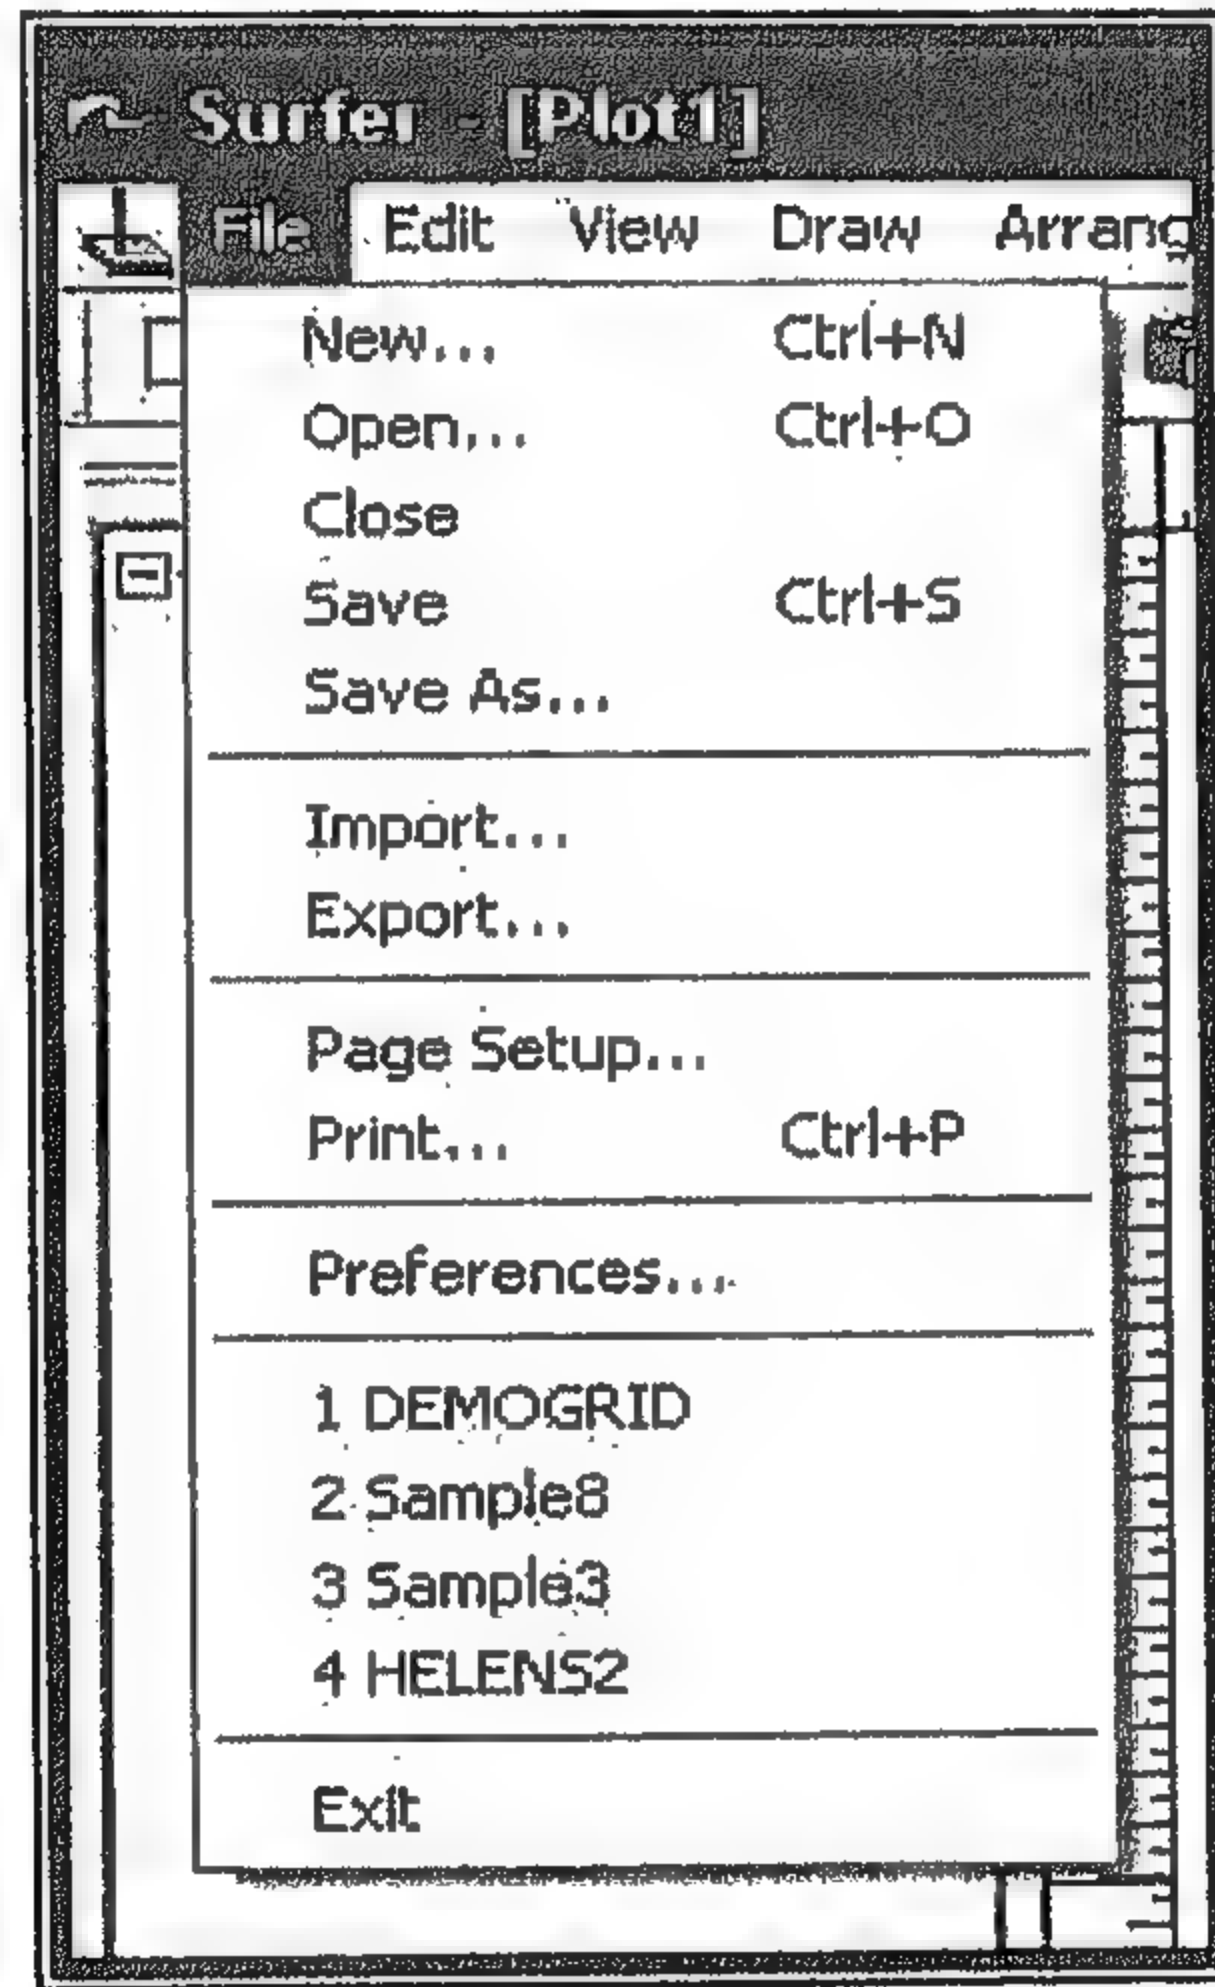 Surfer - [Plot1]
File Edit View Draw Arrang
New... Ctrl+N
Open... Ctrl+O
Close
Save Ctrl+S
Save As...
Import...
Export...
Page Setup...
Print... Ctrl+P
Preferences...
1 DEMOGRID
2 Sample8
3 Sample3
4 HELENS2
Exit